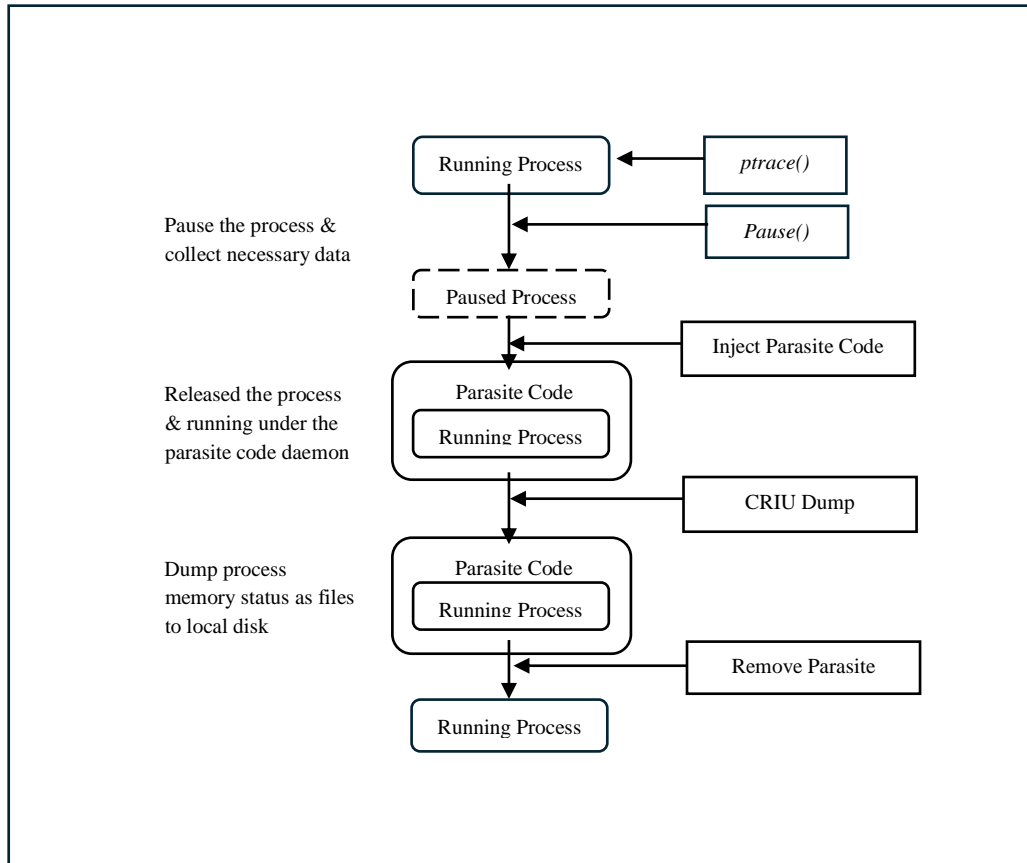 Running Process
ptrace()
Pause the process &
collect necessary data
Pause()
Paused Process
Inject Parasite Code
Released the process
& running under the
parasite code daemon
Parasite Code
Running Process
CRIU Dump
Dump process
memory status as files
to local disk
Parasite Code
Running Process
Remove Parasite
Running Process